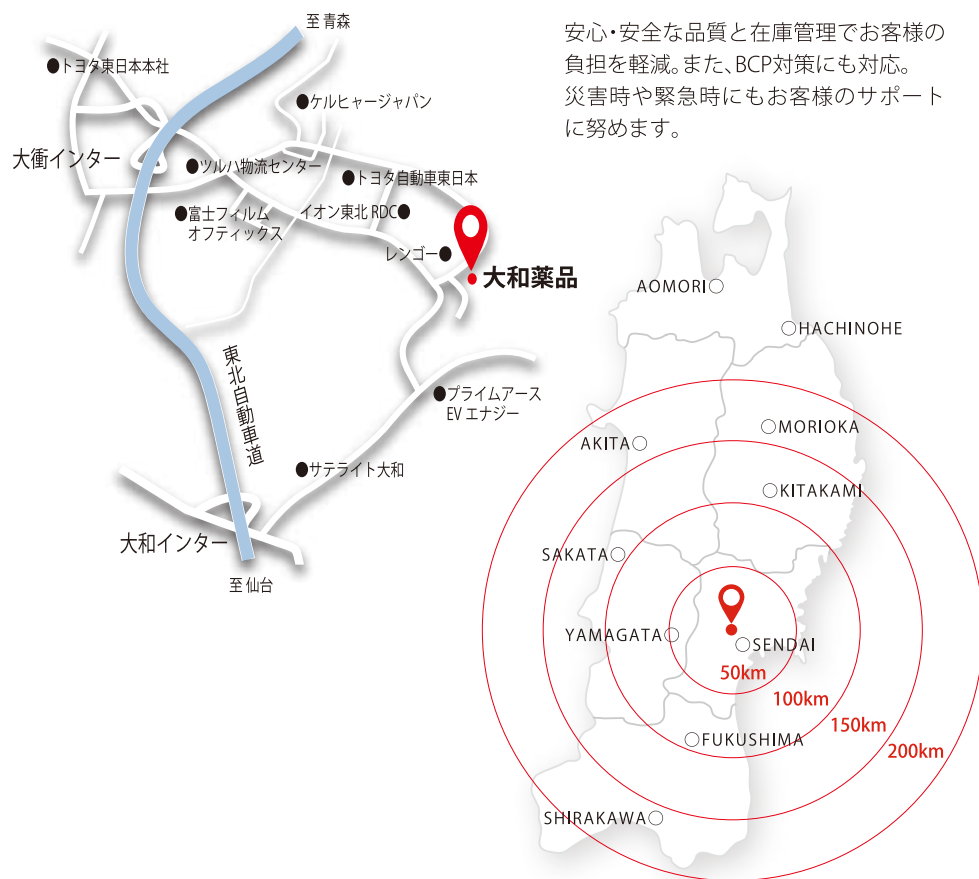 安心・安全な品質と在庫管理でお客様の
負担を軽減。また、BCP対策にも対応。
災害時や緊急時にもお客様のサポート
に努めます。
至 青森
●トヨタ東日本本社
●ケルヒャージャパン
大衝インター
●ツルハ物流センター
●トヨタ自動車東日本
●富士フィルム
オフティックス
イオン東北 RDC●
レンゴー●
大和薬品
東北自動車道
●プライムアース
EV エナジー
●サテライト大和
大和インター
至 仙台
AOMORI
HACHINOHE
MORIOKA
AKITA
KITAKAMI
SAKATA
YAMAGATA
SENDAI
50km
100km
150km
200km
FUKUSHIMA
SHIRAKAWA